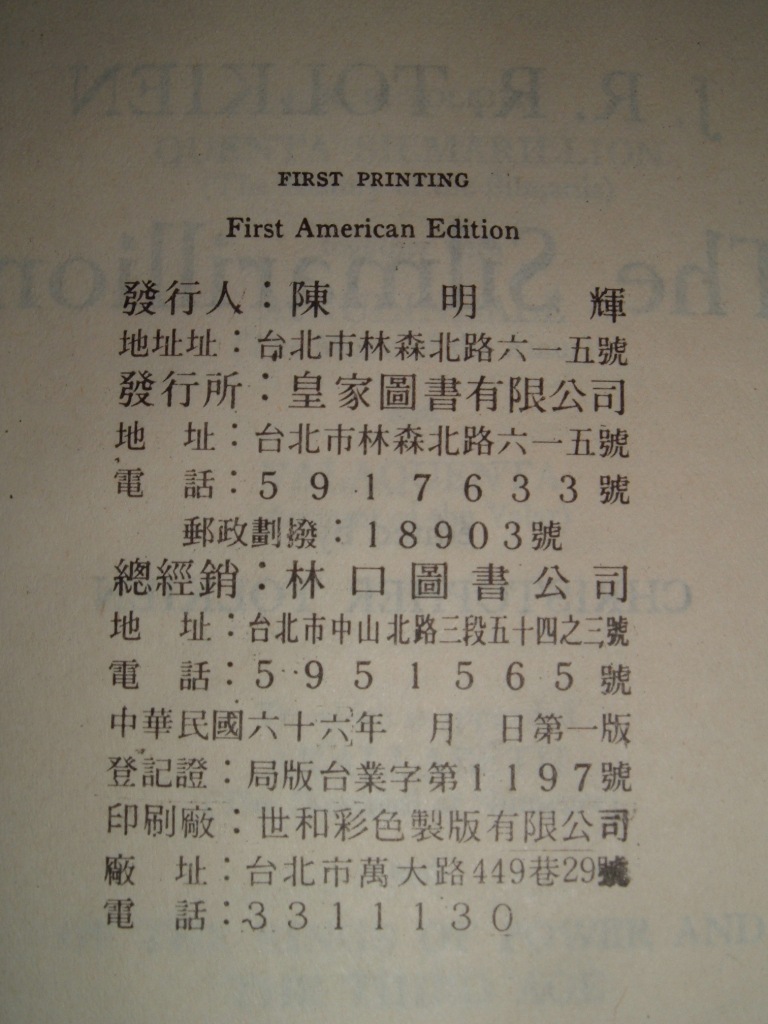 FIRST PRINTING
First American Edition
發行人：陳明輝
地址址：台北市林森北路六一五號
發行所：皇家圖書有限公司
地址：台北市林森北路六一五號
電話：5917633號
郵政劃撥：18903號
總經銷：林口圖書公司
地址：台北市中山北路三段五十四之三號
電話：5951565號
中華民國六十六年 月 日第一版
登記證：局版台業字第1197號
印刷廠：世和彩色製版有限公司
廠址：台北市萬大路449巷29號
電話：3311130